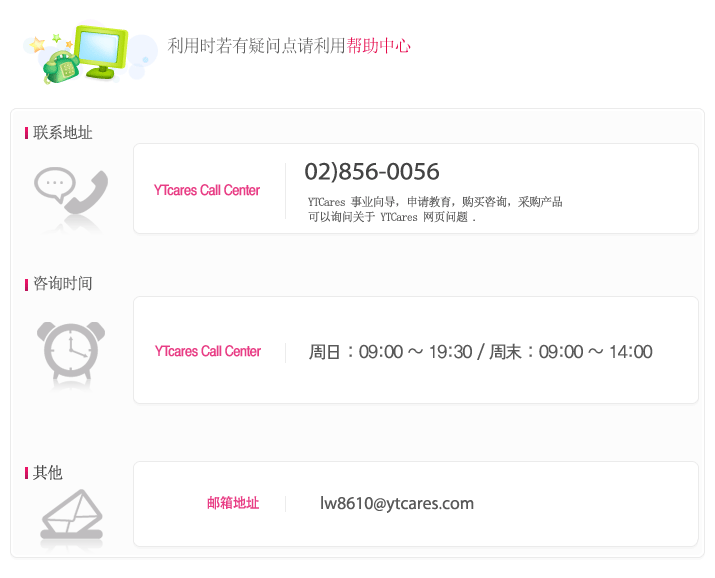 利用时若有疑问点请利用帮助中心
联系地址
YTcares Call Center
02)856-0056
YTCares 事业向导, 申请教育, 购买咨询, 采购产品
可以询问关于 YTCares 网页问题 .
咨询时间
YTcares Call Center
周日 : 09:00 ~ 19:30 / 周末 : 09:00 ~ 14:00
其他
邮箱地址
lw8610@ytcares.com